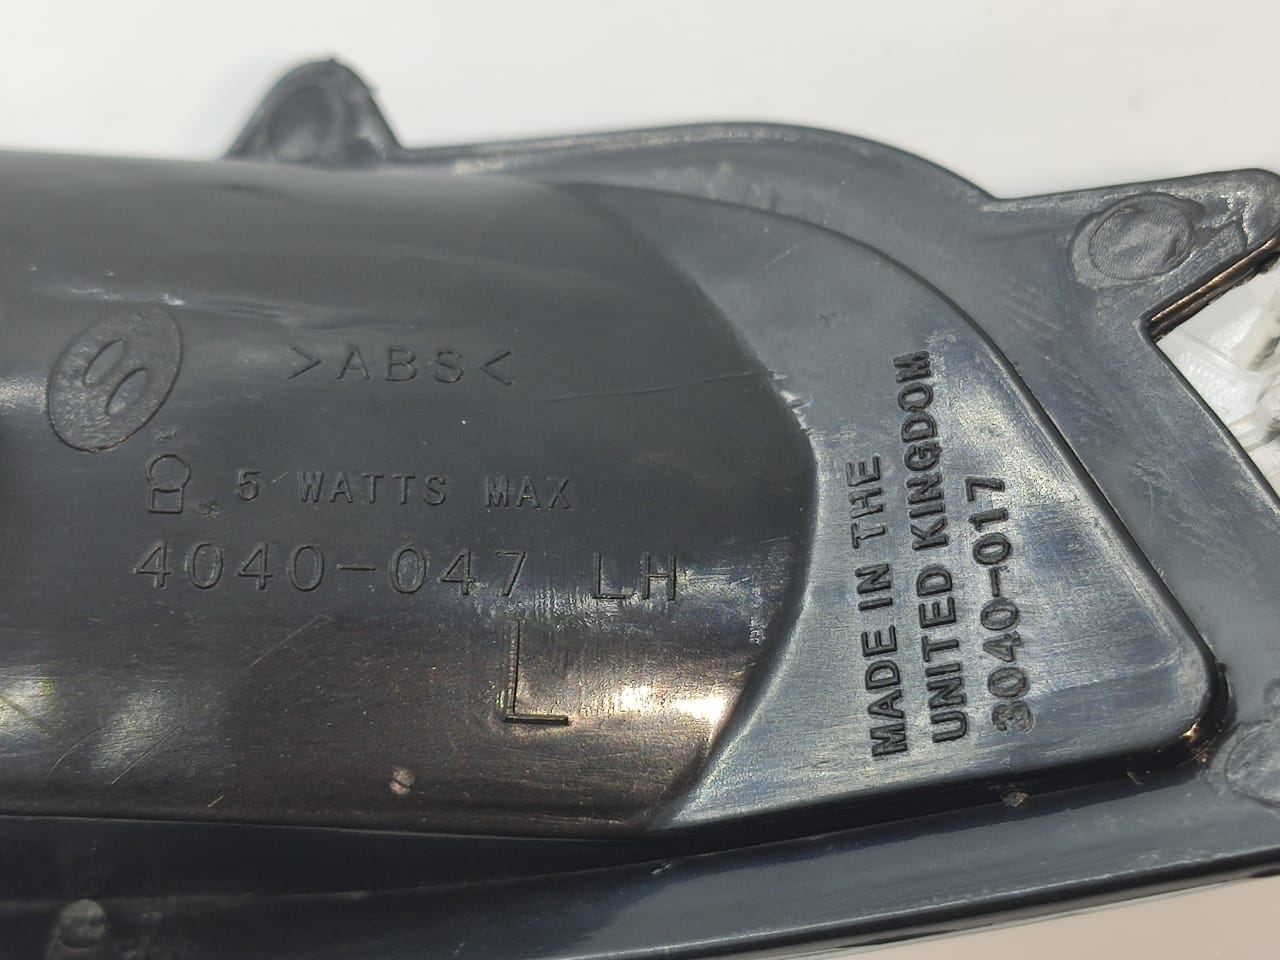 >ABS<
5 WATTS MAX
4040-047 LH
L
MADE IN THE
UNITED KINGDOM
3040-017